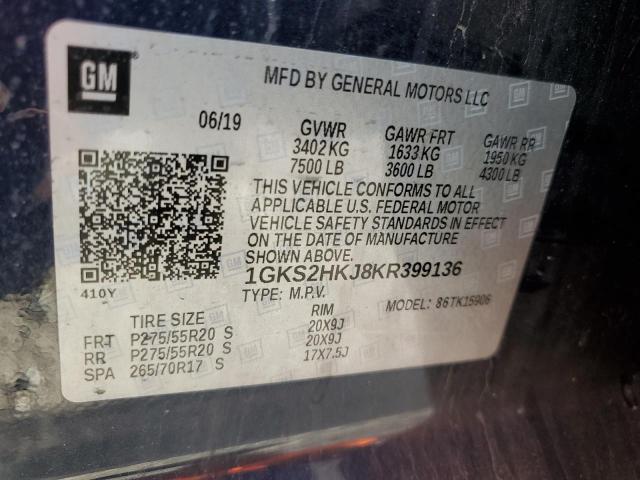 GM
MFD BY GENERAL MOTORS LLC
06/19 GVWR GAWR FRT GAWR RR
3402 KG 1633 KG 1950 KG
7500 LB 3600 LB 4300 LB
THIS VEHICLE CONFORMS TO ALL
APPLICABLE U.S. FEDERAL MOTOR
VEHICLE SAFETY STANDARDS IN EFFECT
ON THE DATE OF MANUFACTURE
SHOWN ABOVE.
1GKS2HKJ8KR399136
410Y
TYPE: M.P.V. MODEL: 86TK15906
TIRE SIZE RIM
FRT P275/55R20 S 20X9J
RR P275/55R20 S 20X9J
SPA 265/70R17 S 17X7.5J